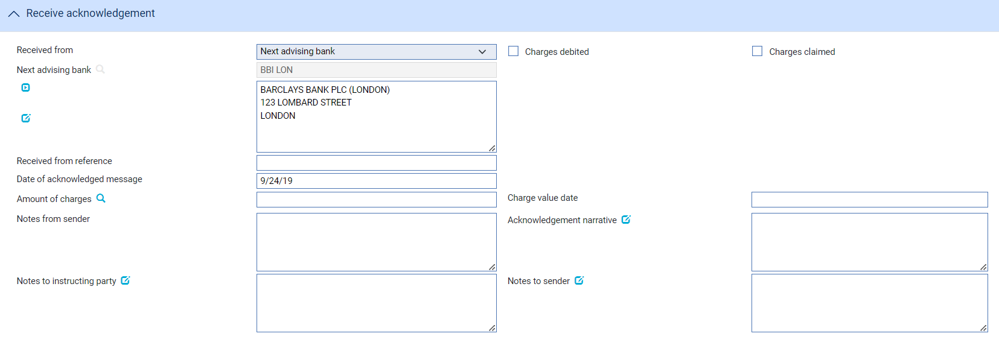 Receive acknowledgement
Received from
Next advising bank
Charges debited
Charges claimed
Next advising bank
BBI LON
BARCLAYS BANK PLC (LONDON)
123 LOMBARD STREET
LONDON
Received from reference
Date of acknowledged message
9/24/19
Amount of charges
Charge value date
Notes from sender
Acknowledgement narrative
Notes to instructing party
Notes to sender